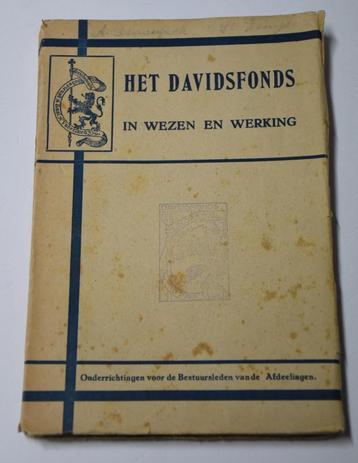 HET DAVIDSFONDS
IN WEZEN EN WERKING
Onderrichtingen voor de Bestuursleden van de Afdeelingen.